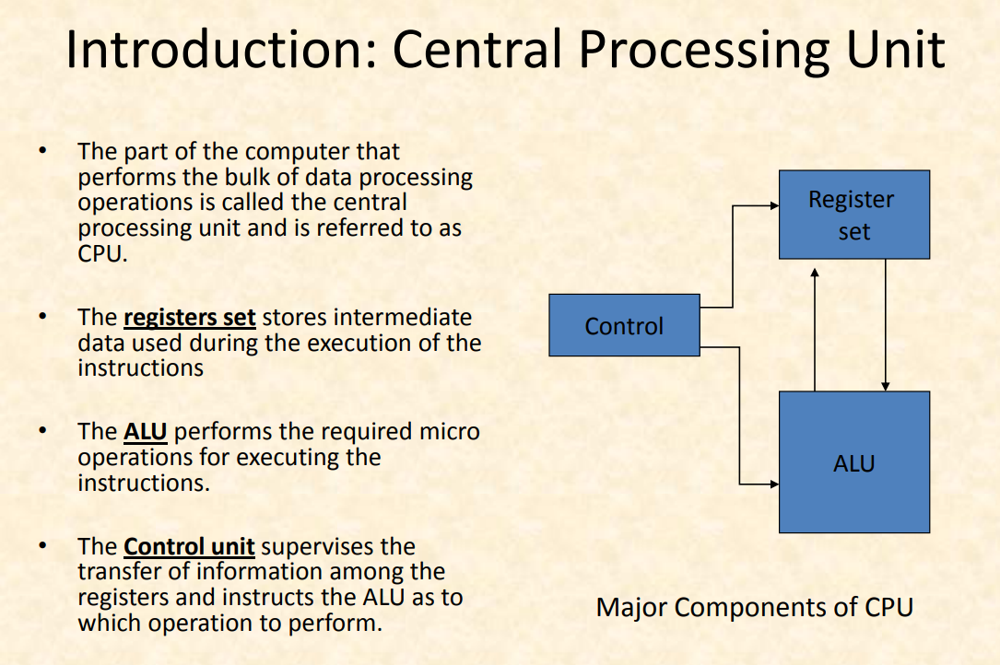 Introduction: Central Processing Unit
• The part of the computer that
performs the bulk of data processing
operations is called the central
processing unit and is referred to as
CPU.
• The registers set stores intermediate
data used during the execution of the
instructions
• The ALU performs the required micro
operations for executing the
instructions.
• The Control unit supervises the
transfer of information among the
registers and instructs the ALU as to
which operation to perform.
Register
set
Control
ALU
Major Components of CPU